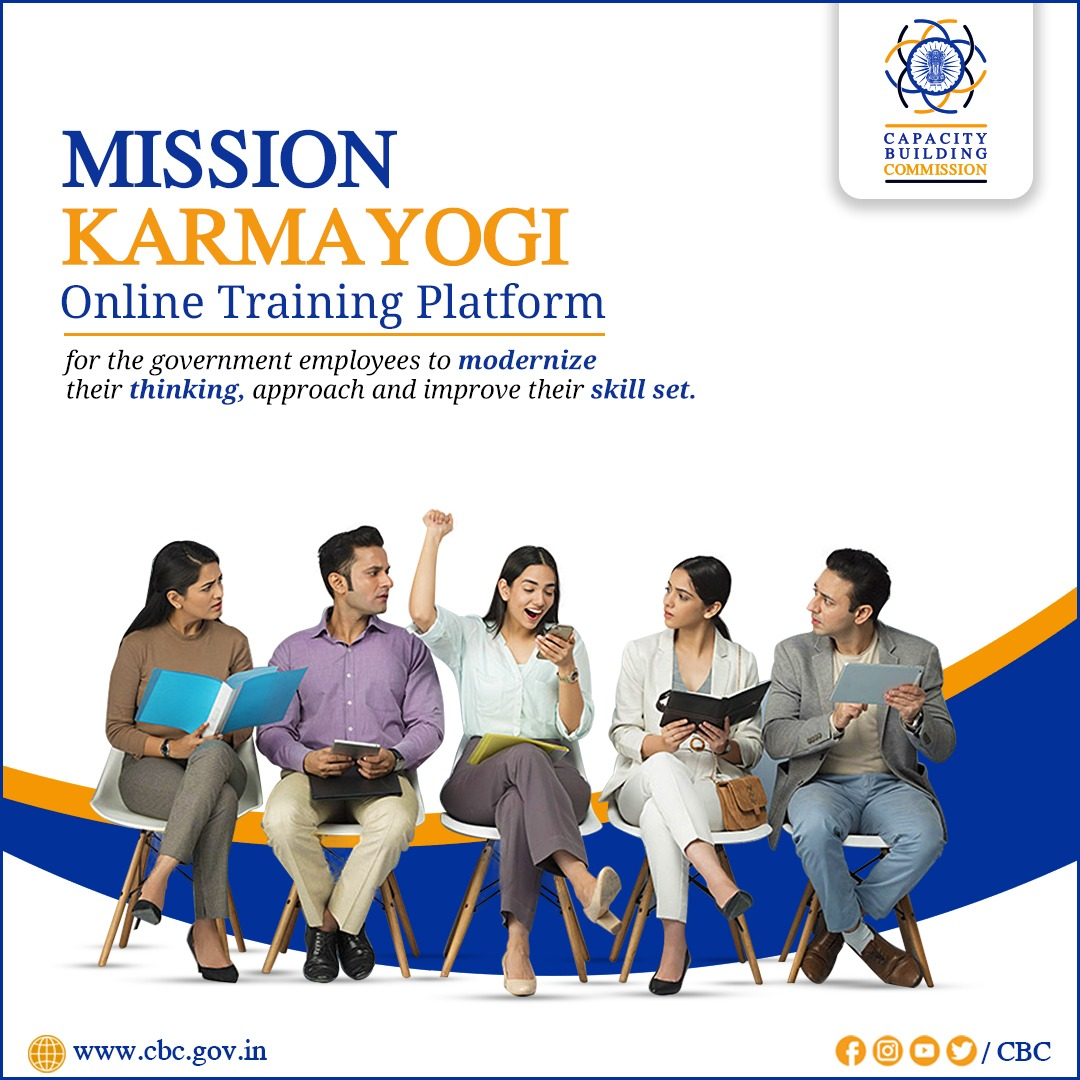 CAPACITY
BUILDING
COMMISSION
MISSION
KARMAYOGI
Online Training Platform
for the government employees to modernize
their thinking, approach and improve their skill set.
www.cbc.gov.in
/ CBC